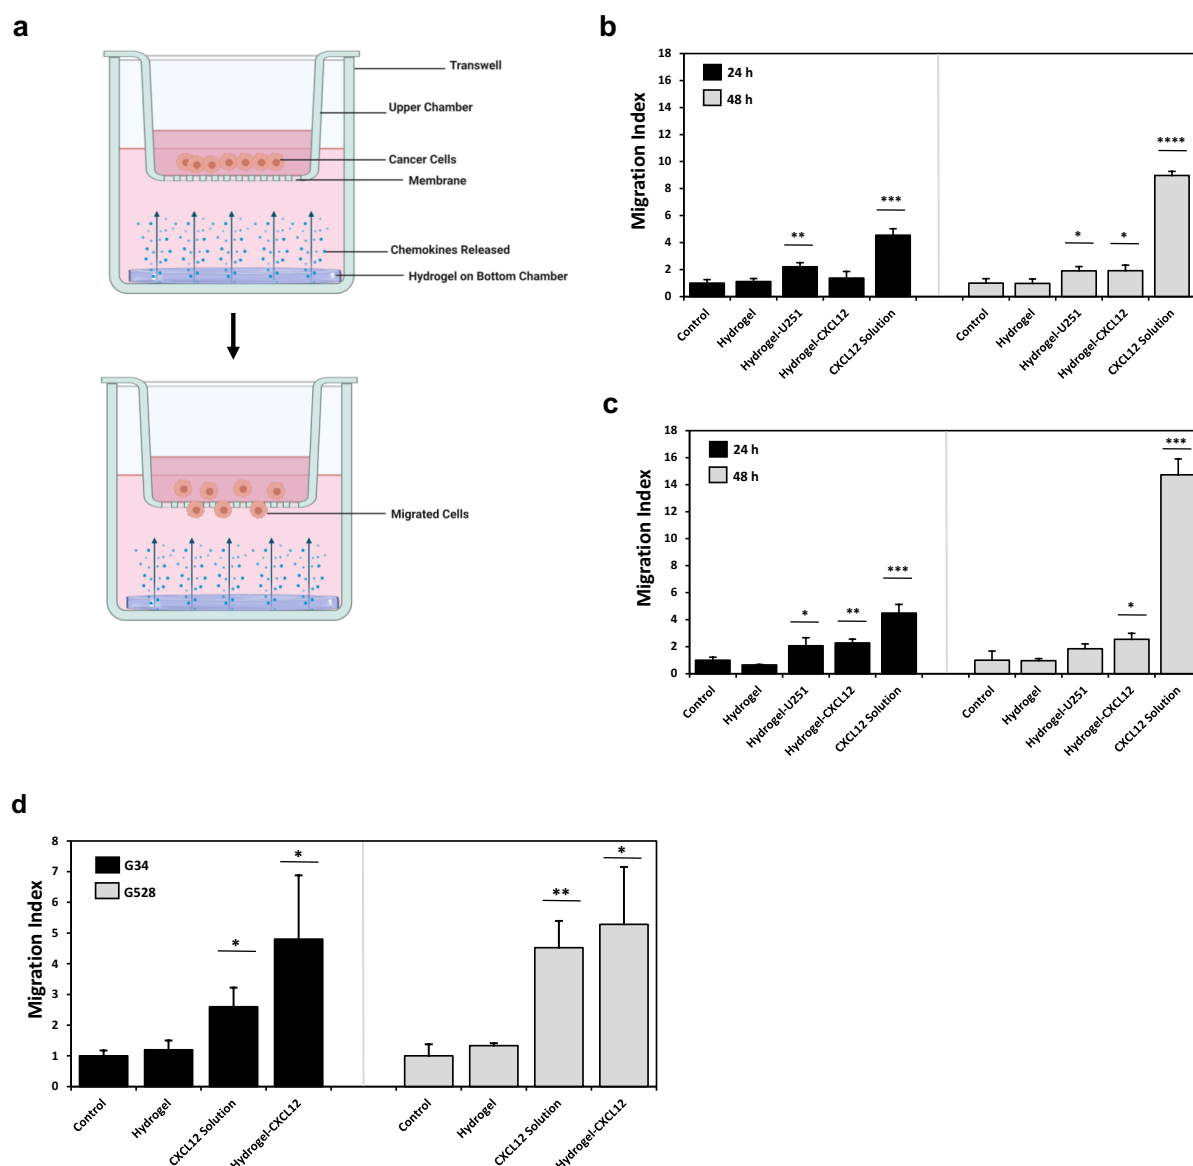 a
Transwell
Upper Chamber
Cancer Cells
Membrane
Chemokines Released
Hydrogel on Bottom Chamber
Migrated Cells
b
Migration Index
18
16
14
12
10
8
6
4
2
0
24 h
48 h
**
***
*
*
****
Control
Hydrogel
Hydrogel-U251
Hydrogel-CXCL12
CXCL12 Solution
Control
Hydrogel
Hydrogel-U251
Hydrogel-CXCL12
CXCL12 Solution
c
Migration Index
18
16
14
12
10
8
6
4
2
0
24 h
48 h
*
**
***
*
***
Control
Hydrogel
Hydrogel-U251
Hydrogel-CXCL12
CXCL12 Solution
Control
Hydrogel
Hydrogel-U251
Hydrogel-CXCL12
CXCL12 Solution
d
Migration Index
8
7
6
5
4
3
2
1
0
G34
G528
*
*
**
*
Control
Hydrogel
CXCL12 Solution
Hydrogel-CXCL12
Control
Hydrogel
CXCL12 Solution
Hydrogel-CXCL12